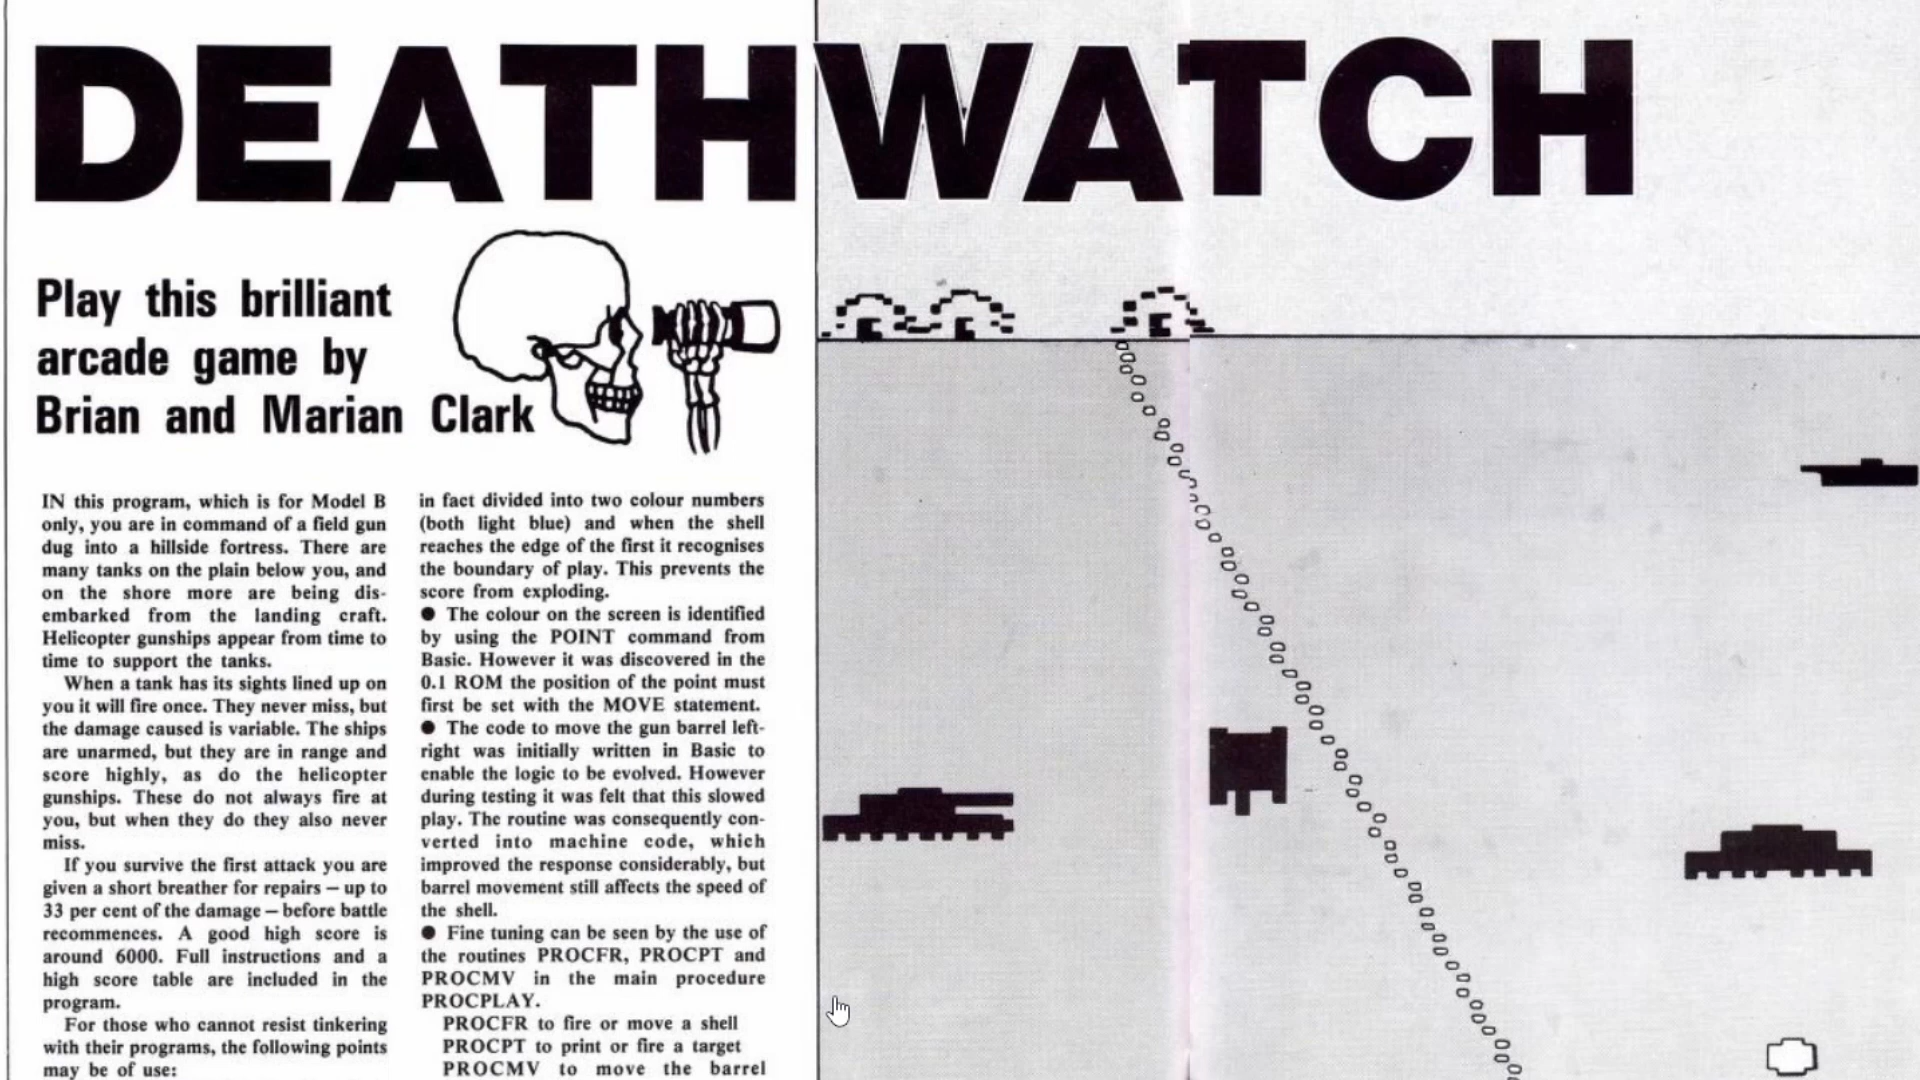 DEATHWATCH
Play this brilliant
arcade game by
Brian and Marian Clark
IN this program, which is for Model B
only, you are in command of a field gun
dug into a hillside fortress. There are
many tanks on the plain below you, and
on the shore more are being dis-
embarked from the landing craft.
Helicopter gunships appear from time to
time to support the tanks.
When a tank has its sights lined up on
you it will fire once. They never miss, but
the damage caused is variable. The ships
are unarmed, but they are in range and
score highly, as do the helicopter
gunships. These do not always fire at
you, but when they do they also never
miss.
If you survive the first attack you are
given a short breather for repairs — up to
33 per cent of the damage — before battle
recommences. A good high score is
around 6000. Full instructions and a
high score table are included in the
program.
For those who cannot resist tinkering
with their programs, the following points
may be of use:
in fact divided into two colour numbers
(both light blue) and when the shell
reaches the edge of the first it recognises
the boundary of play. This prevents the
score from exploding.
● The colour on the screen is identified
by using the POINT command from
Basic. However it was discovered in the
0.1 ROM the position of the point must
first be set with the MOVE statement.
● The code to move the gun barrel left-
right was initially written in Basic to
enable the logic to be evolved. However
during testing it was felt that this slowed
play. The routine was consequently con-
verted into machine code, which
improved the response considerably, but
barrel movement still affects the speed of
the shell.
● Fine tuning can be seen by the use of
the routines PROCFR, PROCPT and
PROCMV in the main procedure
PROCPLAY.
PROCFR to fire or move a shell
PROCPT to print or fire a target
PROCMV to move the barrel